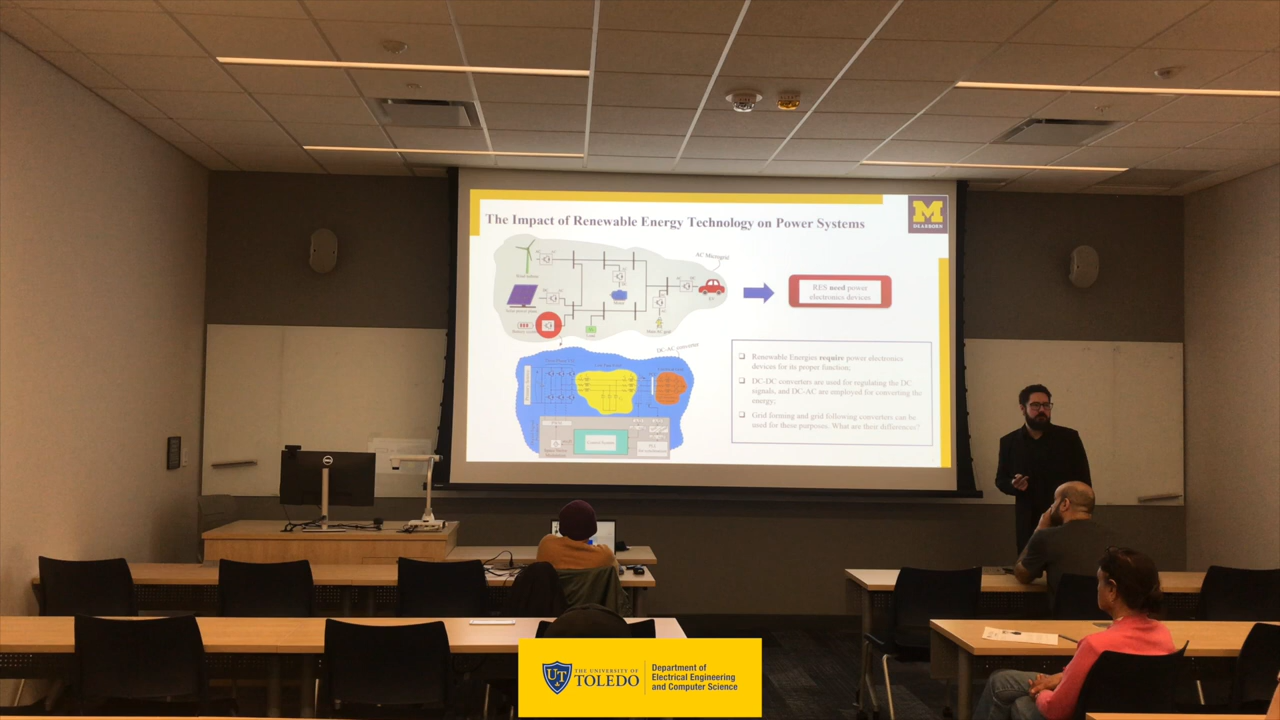 The Impact of Renewable Energy Technology on Power Systems
M
DEARBORN
AC Microgrid
RES need power
electronics devices
DC-AC converter
❑ Renewable Energies require power electronics
devices for its proper function;
❑ DC-DC converters are used for regulating the DC
signals, and DC-AC are employed for converting the
energy;
❑ Grid forming and grid following converters can be
used for these purposes. What are their differences?
DELL
UT
THE UNIVERSITY OF
TOLEDO
Department of
Electrical Engineering
and Computer Science